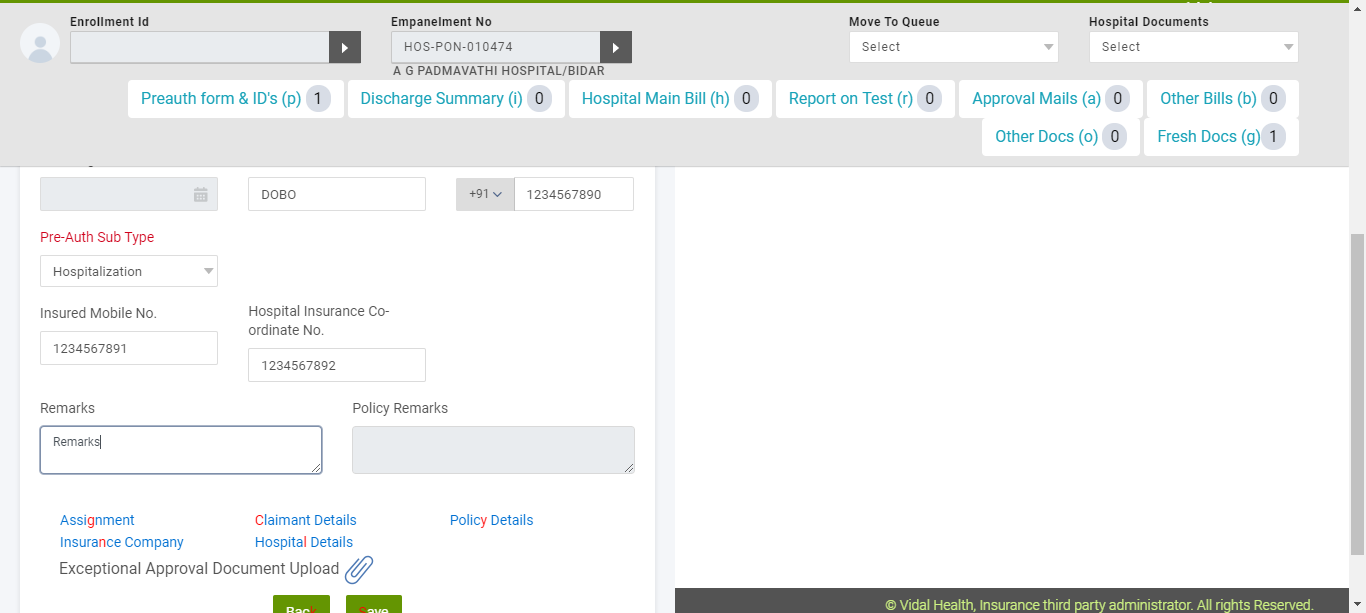 Enrollment Id
Empanelment No
HOS-PON-010474
A G PADMAVATHI HOSPITAL/BIDAR
Move To Queue
Select
Hospital Documents
Select
Preauth form & ID's (p) 1
Discharge Summary (i) 0
Hospital Main Bill (h) 0
Report on Test (r) 0
Approval Mails (a) 0
Other Bills (b) 0
Other Docs (o) 0
Fresh Docs (g) 1
DOBO
+91
1234567890
Pre-Auth Sub Type
Hospitalization
Insured Mobile No.
1234567891
Hospital Insurance Co-
ordinate No.
1234567892
Remarks
Remarks
Policy Remarks
Assignment
Claimant Details
Policy Details
Insurance Company
Hospital Details
Exceptional Approval Document Upload
Back
Save
© Vidal Health, Insurance third party administrator. All rights Reserved.